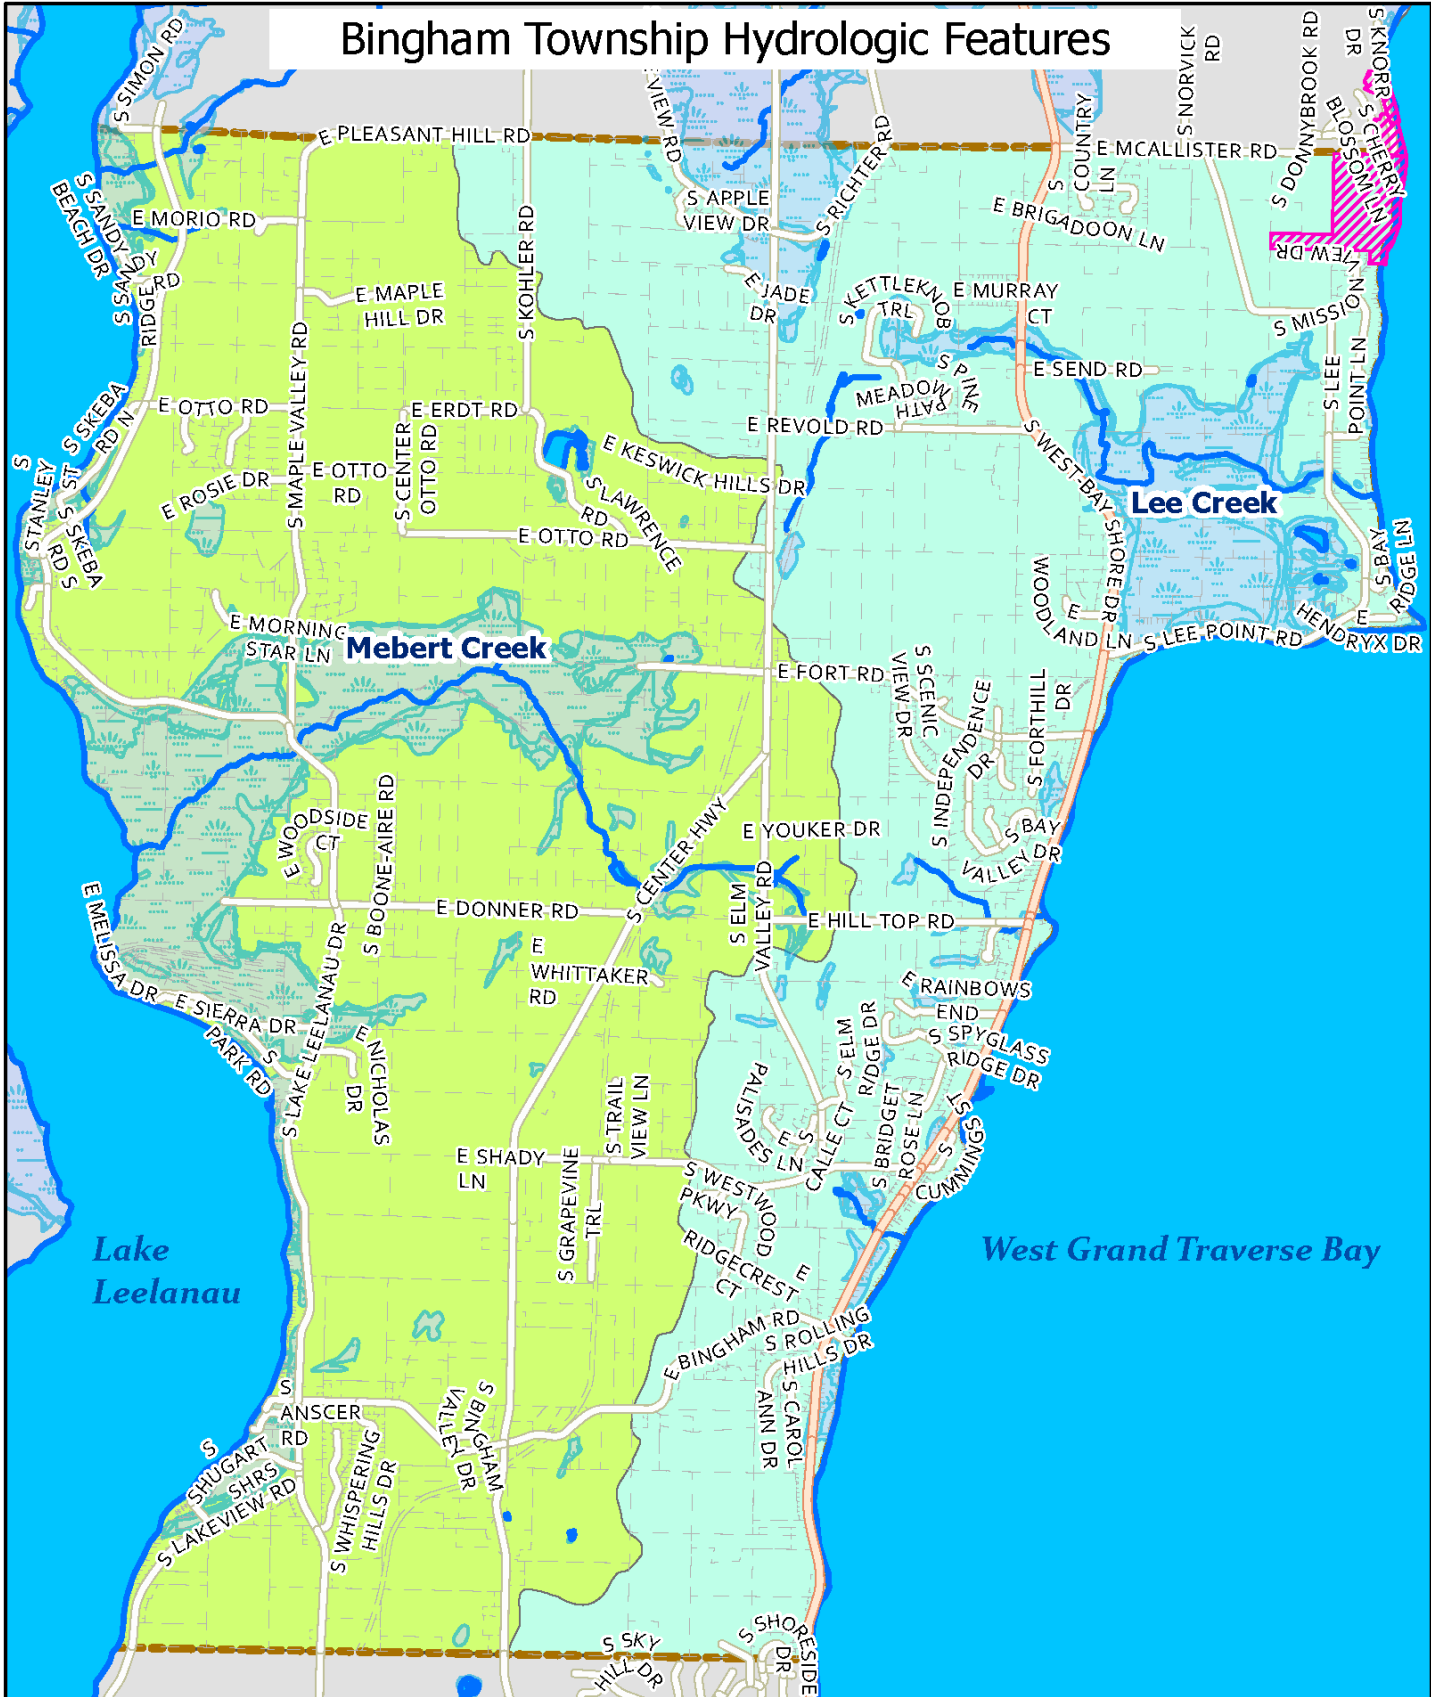 Bingham Township Hydrologic Features
S SIMON RD
E PLEASANT HILL RD
E VIEW RD
S RICHTER RD
S NORVICK
RD
S DONNYBROOK RD
S KNORR
DR
S CHERRY
BLOSSOM LN
E MCALLISTER RD
S
COUNTRY
LN
S SANDY
BEACH DR
E MORIO RD
S SANDY
RIDGE RD
S APPLE
VIEW DR
E BRIGADOON LN
VIEW DR
S KOHLER RD
E MAPLE
HILL DR
E JADE
DR
S KETTLEKNOB
TRL
E MURRAY
CT
S MISSION
POINT LN
S LEE
S MAPLE VALLEY RD
S PINE
MEADOW
PATH
E SEND RD
S SKEBA
RD N
E OTTO RD
E ERDT RD
S CENTER
OTTO RD
E REVOLD RD
E KESWICK HILLS DR
S WEST-BAY SHORE DR
S
STANLEY
ST
E ROSIE DR
E OTTO
RD
S LAWRENCE
RD
Lee Creek
S SKEBA
RD S
E OTTO RD
S BAY
RIDGE LN
E
WOODLAND LN
E
HENDRYX DR
S LEE POINT RD
E MORNING
STAR LN
Mebert Creek
E FORT RD
S SCENIC
VIEW DR
S INDEPENDENCE
DR
S FORTHILL
DR
E WOODSIDE
CT
S BOONE-AIRE RD
S CENTER HWY
E YOUKER DR
S BAY
VALLEY DR
E DONNER RD
S ELM
VALLEY RD
E HILL TOP RD
E MELISSA DR
E
WHITTAKER
RD
E SIERRA DR
S
PARK RD
S LAKE LEELANAU DR
E NICHOLAS
DR
E RAINBOWS
END
S SPYGLASS
RIDGE DR
S ELM
RIDGE DR
E
PALISADES
LN
S
CALLE CT
S BRIDGET
ROSE LN
S
CUMMINGS ST
S TRAIL
VIEW LN
E SHADY
LN
S GRAPEVINE
TRL
S WESTWOOD
PKWY
E
RIDGECREST
CT
Lake
Leelanau
West Grand Traverse Bay
E BINGHAM RD
S ROLLING
HILLS DR
S CAROL
ANN DR
S
ANSCER
RD
S BINGHAM
VALLEY DR
S
SHUGART
SHRS
S LAKEVIEW RD
S WHISPERING
HILLS DR
S SKY
HILL DR
S SHORESIDE
DR